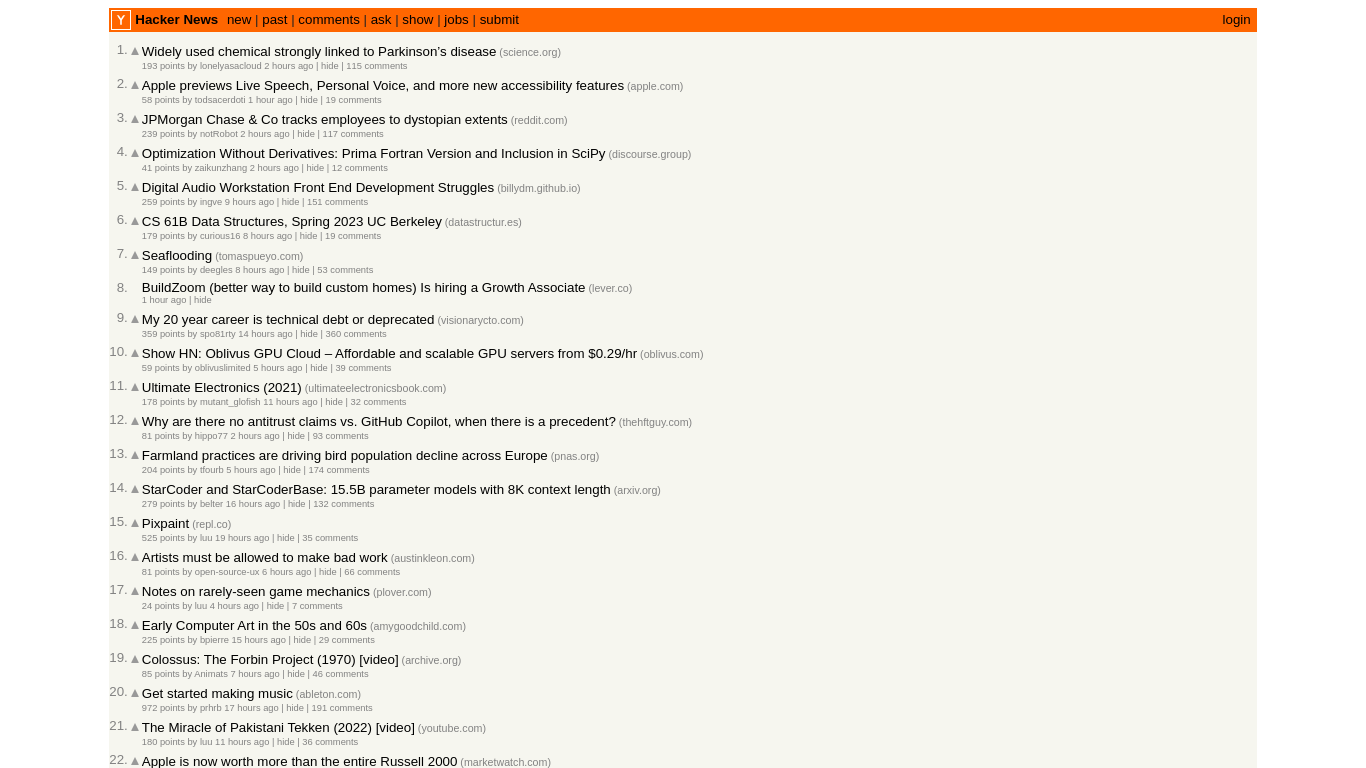 Y Hacker News new | past | comments | ask | show | jobs | submit login
1. ▲ Widely used chemical strongly linked to Parkinson’s disease (science.org)
193 points by lonelyasacloud 2 hours ago | hide | 115 comments
2. ▲ Apple previews Live Speech, Personal Voice, and more new accessibility features (apple.com)
58 points by todsacerdoti 1 hour ago | hide | 19 comments
3. ▲ JPMorgan Chase & Co tracks employees to dystopian extents (reddit.com)
239 points by notRobot 2 hours ago | hide | 117 comments
4. ▲ Optimization Without Derivatives: Prima Fortran Version and Inclusion in SciPy (discourse.group)
41 points by zaikunzhang 2 hours ago | hide | 12 comments
5. ▲ Digital Audio Workstation Front End Development Struggles (billydm.github.io)
259 points by ingve 9 hours ago | hide | 151 comments
6. ▲ CS 61B Data Structures, Spring 2023 UC Berkeley (datastructur.es)
179 points by curious16 8 hours ago | hide | 19 comments
7. ▲ Seaflooding (tomaspueyo.com)
149 points by deegles 8 hours ago | hide | 53 comments
8. BuildZoom (better way to build custom homes) Is hiring a Growth Associate (lever.co)
1 hour ago | hide
9. ▲ My 20 year career is technical debt or deprecated (visionarycto.com)
359 points by spo81rty 14 hours ago | hide | 360 comments
10. ▲ Show HN: Oblivus GPU Cloud – Affordable and scalable GPU servers from $0.29/hr (oblivus.com)
59 points by oblivuslimited 5 hours ago | hide | 39 comments
11. ▲ Ultimate Electronics (2021) (ultimateelectronicsbook.com)
178 points by mutant_glofish 11 hours ago | hide | 32 comments
12. ▲ Why are there no antitrust claims vs. GitHub Copilot, when there is a precedent? (thehftguy.com)
81 points by hippo77 2 hours ago | hide | 93 comments
13. ▲ Farmland practices are driving bird population decline across Europe (pnas.org)
204 points by tfourb 5 hours ago | hide | 174 comments
14. ▲ StarCoder and StarCoderBase: 15.5B parameter models with 8K context length (arxiv.org)
279 points by belter 16 hours ago | hide | 132 comments
15. ▲ Pixpaint (repl.co)
525 points by luu 19 hours ago | hide | 35 comments
16. ▲ Artists must be allowed to make bad work (austinkleon.com)
81 points by open-source-ux 6 hours ago | hide | 66 comments
17. ▲ Notes on rarely-seen game mechanics (plover.com)
24 points by luu 4 hours ago | hide | 7 comments
18. ▲ Early Computer Art in the 50s and 60s (amygoodchild.com)
225 points by bpierre 15 hours ago | hide | 29 comments
19. ▲ Colossus: The Forbin Project (1970) [video] (archive.org)
85 points by Animats 7 hours ago | hide | 46 comments
20. ▲ Get started making music (ableton.com)
972 points by prhrb 17 hours ago | hide | 191 comments
21. ▲ The Miracle of Pakistani Tekken (2022) [video] (youtube.com)
180 points by luu 11 hours ago | hide | 36 comments
22. ▲ Apple is now worth more than the entire Russell 2000 (marketwatch.com)